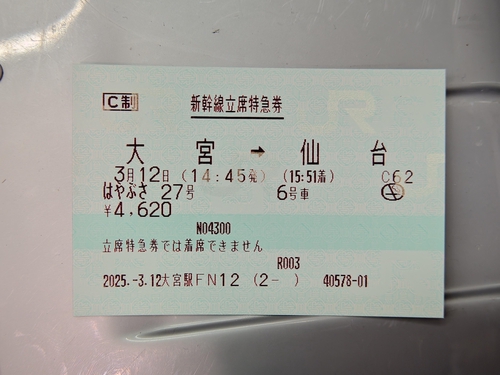 C制 新幹線立席特急券
大宮 → 仙台
3月12日 (14:45発) (15:51着) C62
はやぶさ 27号 6号車
¥4,620
N04300
立席特急券では着席できません
R003
2025.-3.12大宮駅FN12 (2- ) 40578-01